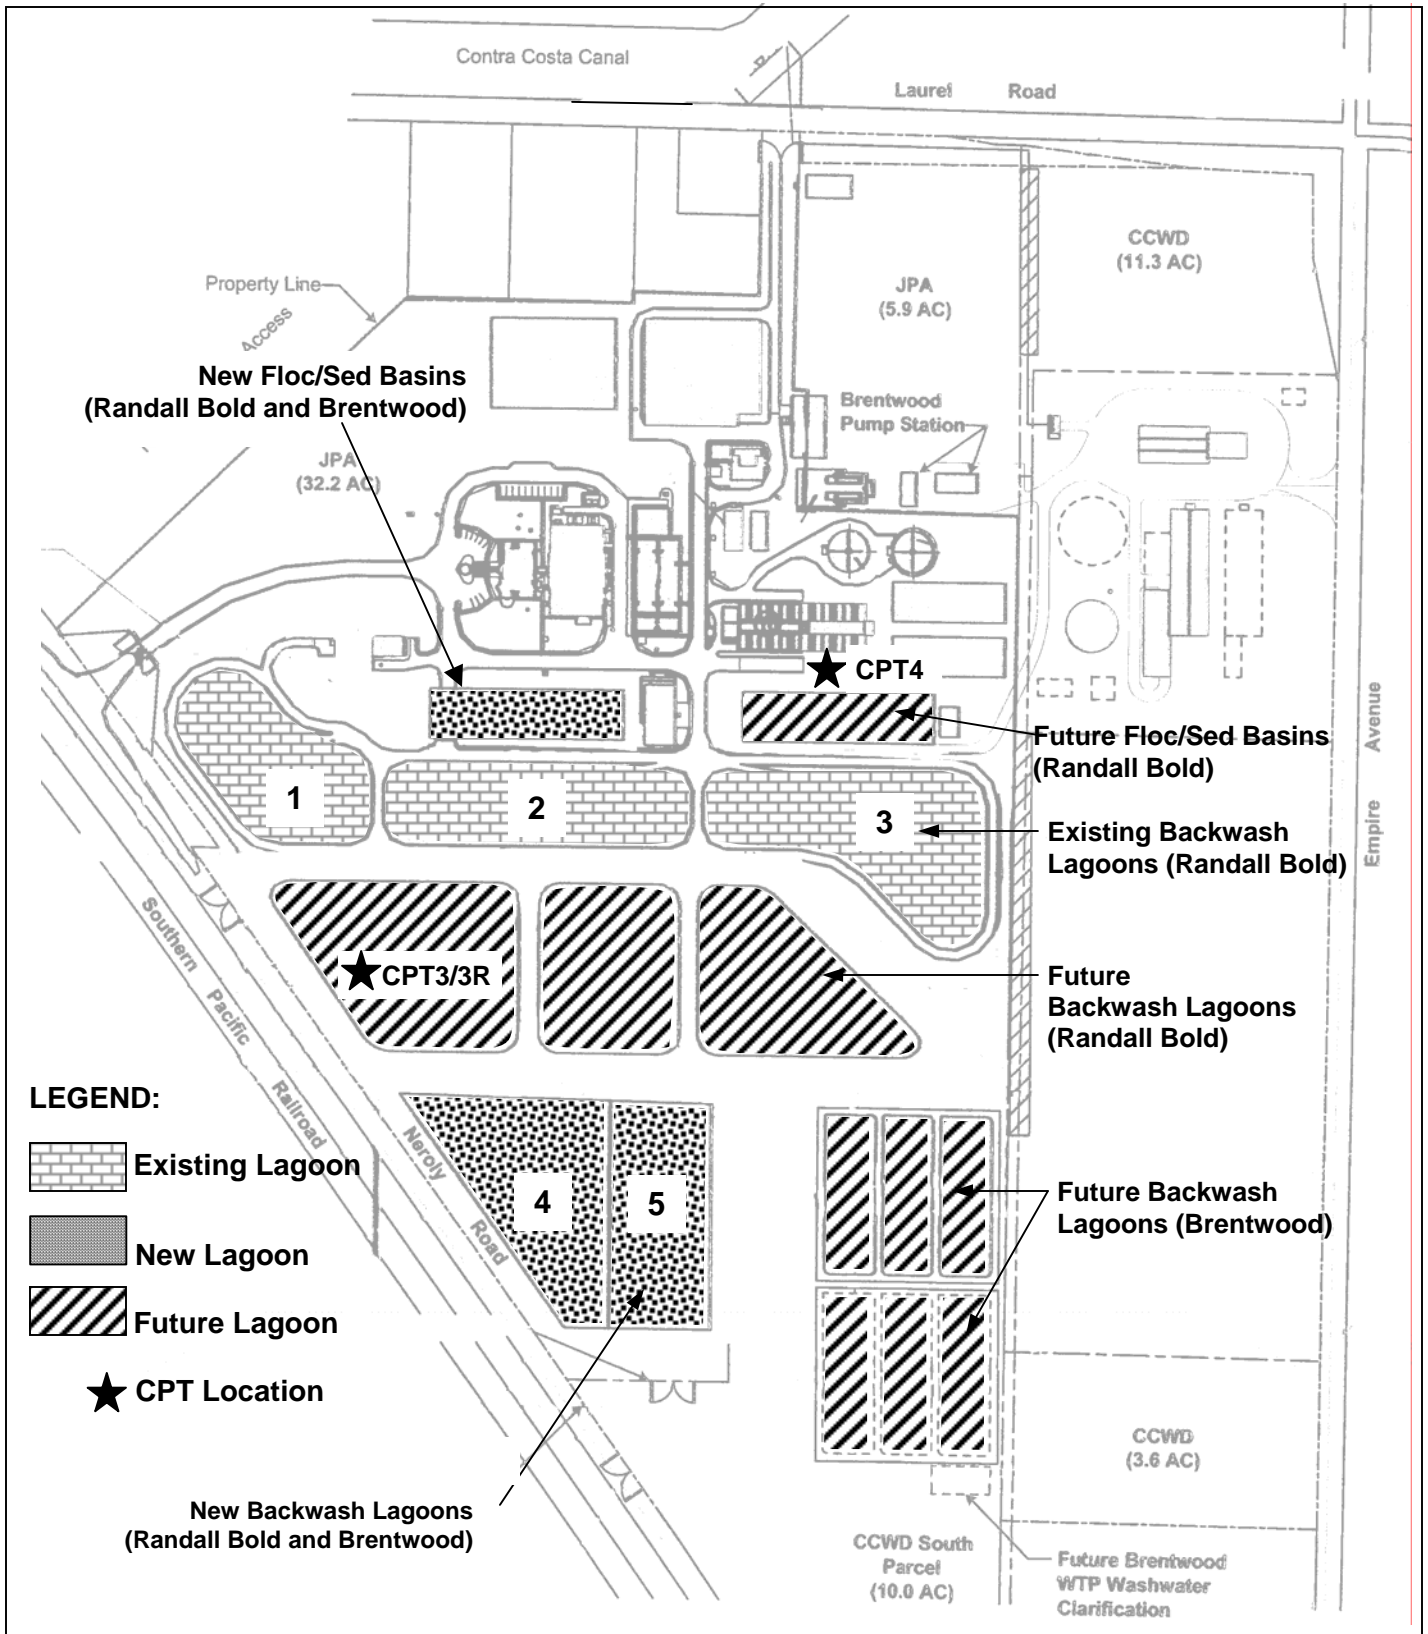 Contra Costa Canal
Laurel Road
CCWD
(11.3 AC)
JPA
(5.9 AC)
Property Line
Access
New Floc/Sed Basins
(Randall Bold and Brentwood)
Brentwood
Pump Station
JPA
(32.2 AC)
CPT4
Future Floc/Sed Basins
(Randall Bold)
Empire Avenue
1
2
3
Existing Backwash
Lagoons (Randall Bold)
CPT3/3R
Future
Backwash Lagoons
(Randall Bold)
Southern Pacific Railroad
Neroly Road
LEGEND:
Existing Lagoon
New Lagoon
Future Lagoon
CPT Location
4
5
Future Backwash
Lagoons (Brentwood)
New Backwash Lagoons
(Randall Bold and Brentwood)
CCWD
(3.6 AC)
CCWD South
Parcel
(10.0 AC)
Future Brentwood
WTP Washwater
Clarification